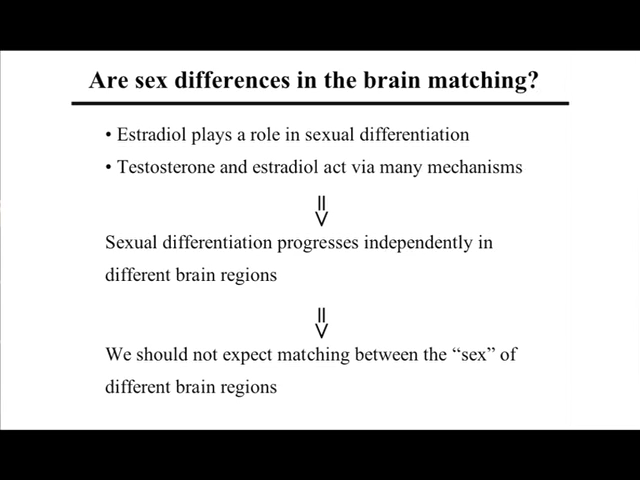 Are sex differences in the brain matching?
• Estradiol plays a role in sexual differentiation
• Testosterone and estradiol act via many mechanisms
Sexual differentiation progresses independently in
different brain regions
We should not expect matching between the “sex” of
different brain regions